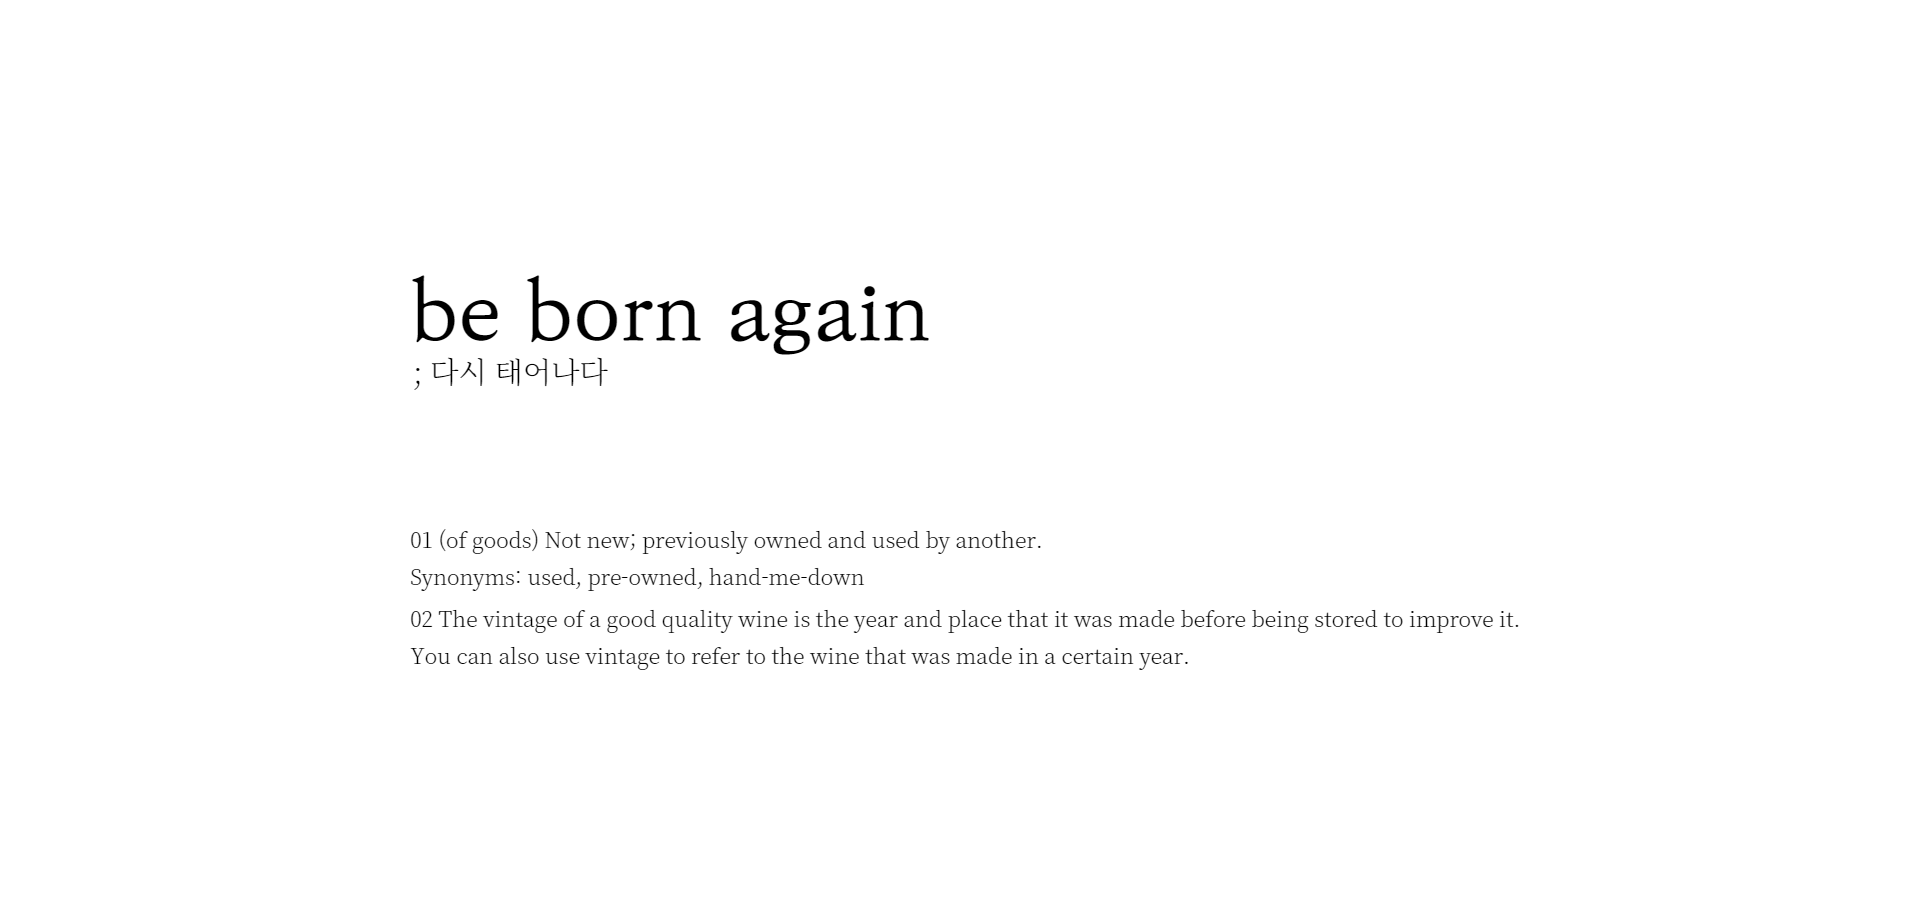 be born again
; 다시 태어나다
01 (of goods) Not new; previously owned and used by another.
Synonyms: used, pre-owned, hand-me-down
02 The vintage of a good quality wine is the year and place that it was made before being stored to improve it.
You can also use vintage to refer to the wine that was made in a certain year.